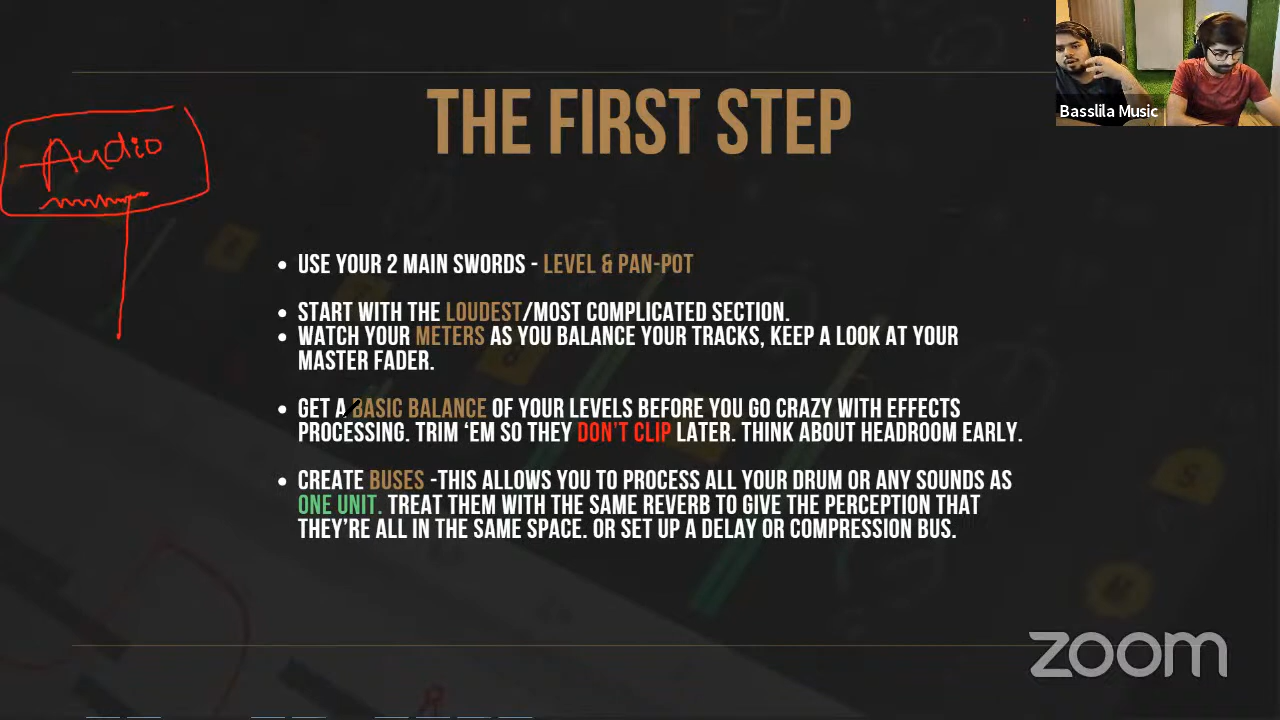 Basslila Music
THE FIRST STEP
Audio
• USE YOUR 2 MAIN SWORDS - LEVEL & PAN-POT
• START WITH THE LOUDEST/MOST COMPLICATED SECTION.
• WATCH YOUR METERS AS YOU BALANCE YOUR TRACKS, KEEP A LOOK AT YOUR
MASTER FADER.
• GET A BASIC BALANCE OF YOUR LEVELS BEFORE YOU GO CRAZY WITH EFFECTS
PROCESSING. TRIM ‘EM SO THEY DON’T CLIP LATER. THINK ABOUT HEADROOM EARLY.
• CREATE BUSES -THIS ALLOWS YOU TO PROCESS ALL YOUR DRUM OR ANY SOUNDS AS
ONE UNIT. TREAT THEM WITH THE SAME REVERB TO GIVE THE PERCEPTION THAT
THEY’RE ALL IN THE SAME SPACE. OR SET UP A DELAY OR COMPRESSION BUS.
zoom